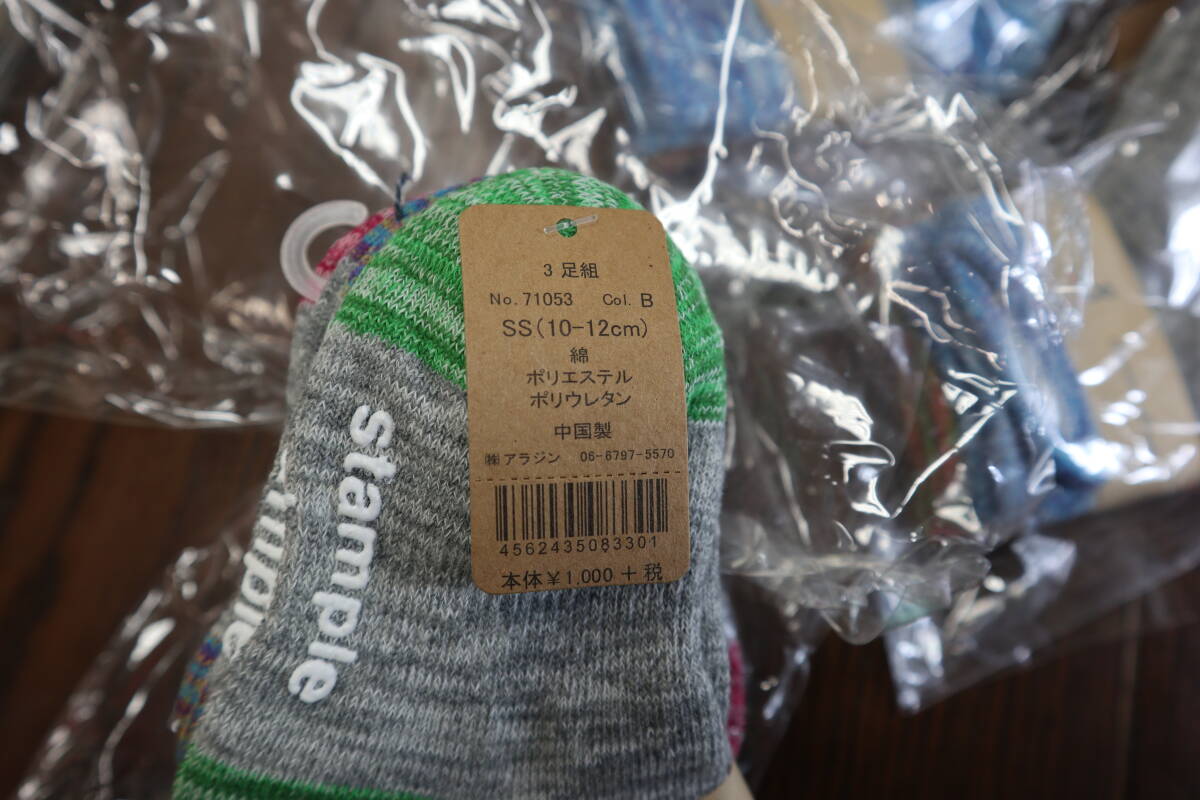 3足組
No. 71053 Col. B
SS(10-12cm)
綿
ポリエステル
ポリウレタン
中国製
㈱アラジン 06-6797-5570
4562435083301
本体¥1,000+税
stample